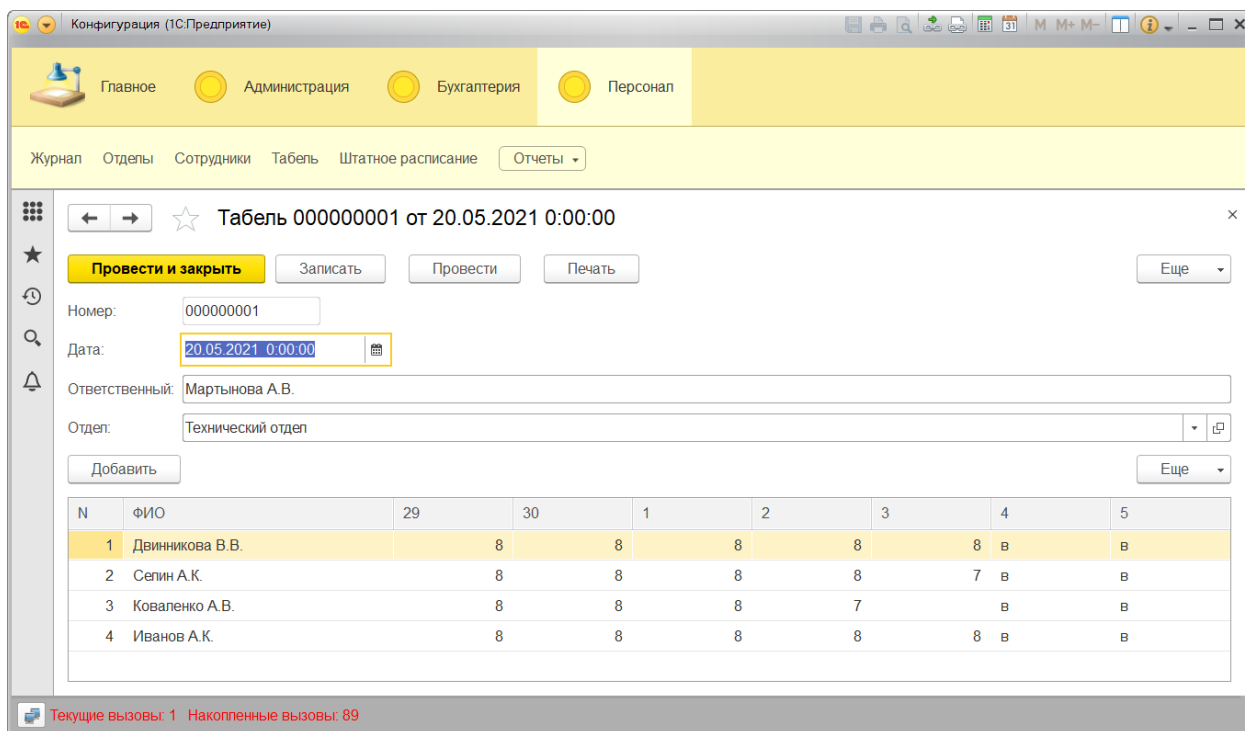 Конфигурация (1С:Предприятие) 31 M M+ M-
Главное Администрация Бухгалтерия Персонал
Журнал Отделы Сотрудники Табель Штатное расписание Отчеты
Табель 000000001 от 20.05.2021 0:00:00
Провести и закрыть Записать Провести Печать Еще
Номер: 000000001
Дата: 20.05.2021 0:00:00
Ответственный: Мартынова А.В.
Отдел: Технический отдел
Добавить Еще
N ФИО 29 30 1 2 3 4 5
1 Двинникова В.В. 8 8 8 8 8 в в
2 Селин А.К. 8 8 8 8 7 в в
3 Коваленко А.В. 8 8 8 7 в в
4 Иванов А.К. 8 8 8 8 8 в в
Текущие вызовы: 1 Накопленные вызовы: 89